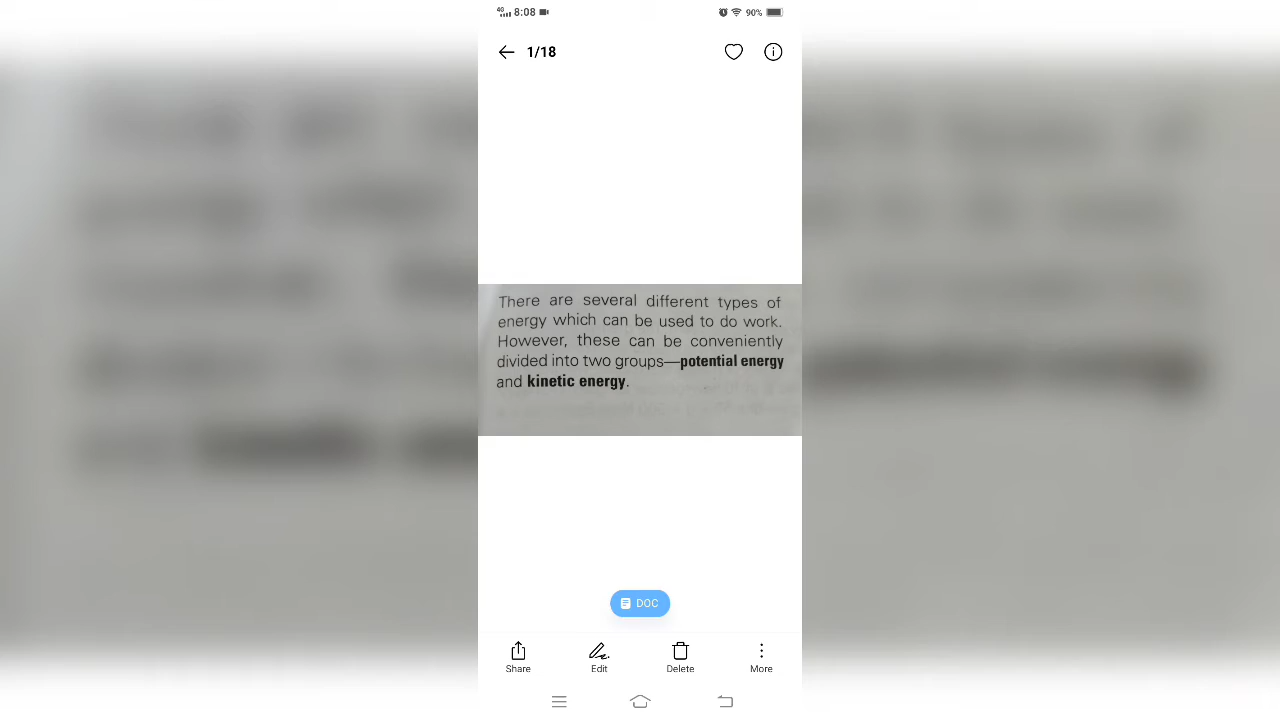 4G 8:08 90%
1/18
There are several different types of
energy which can be used to do work.
However, these can be conveniently
divided into two groups—potential energy
and kinetic energy.
DOC
Share Edit Delete More